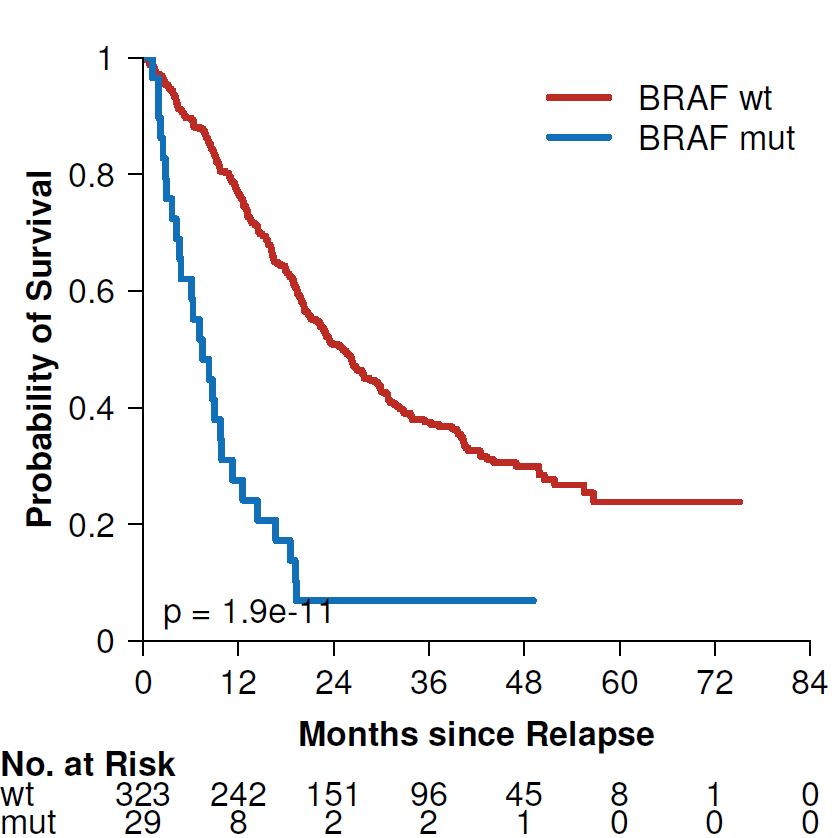 1
0.8
0.6
0.4
0.2
0
Probability of Survival
BRAF wt
BRAF mut
p = 1.9e-11
0 12 24 36 48 60 72 84
Months since Relapse
No. at Risk
wt 323 242 151 96 45 8 1 0
mut 29 8 2 2 1 0 0 0